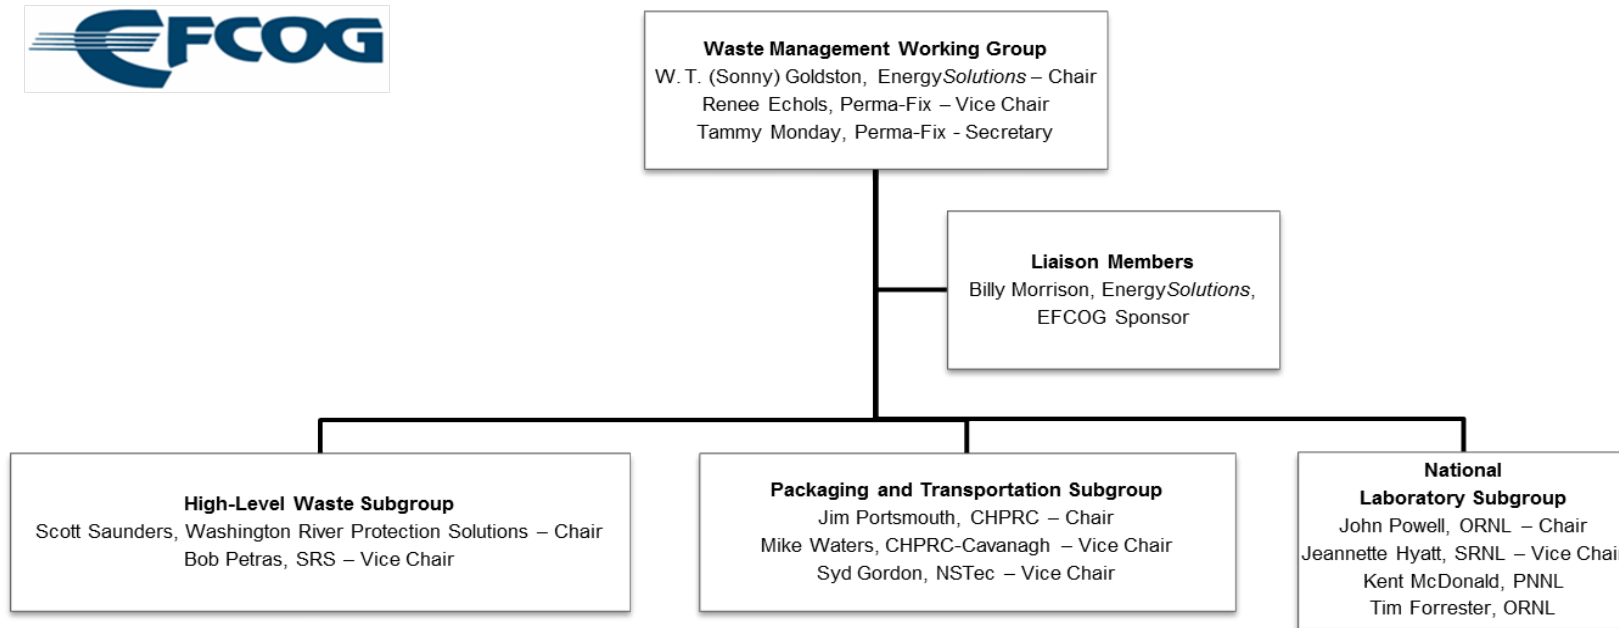 EFCOG
Waste Management Working Group
W. T. (Sonny) Goldston, EnergySolutions – Chair
Renee Echols, Perma-Fix – Vice Chair
Tammy Monday, Perma-Fix - Secretary
Liaison Members
Billy Morrison, EnergySolutions,
EFCOG Sponsor
High-Level Waste Subgroup
Scott Saunders, Washington River Protection Solutions – Chair
Bob Petras, SRS – Vice Chair
Packaging and Transportation Subgroup
Jim Portsmouth, CHPRC – Chair
Mike Waters, CHPRC-Cavanagh – Vice Chair
Syd Gordon, NSTec – Vice Chair
National
Laboratory Subgroup
John Powell, ORNL – Chair
Jeannette Hyatt, SRNL – Vice Chair
Kent McDonald, PNNL
Tim Forrester, ORNL